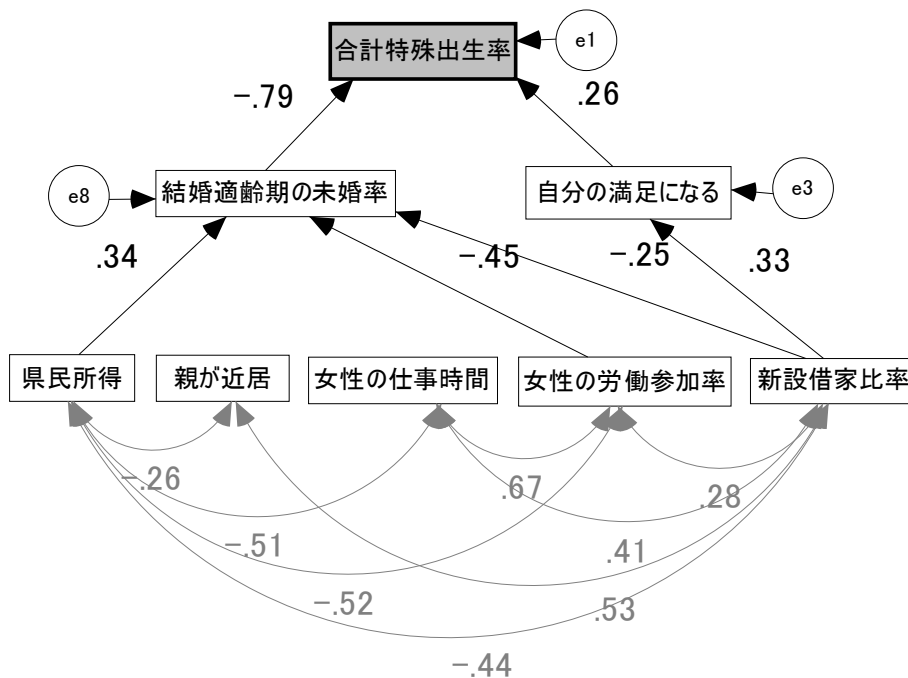 合計特殊出生率
e1
-.79
.26
e8
結婚適齢期の未婚率
自分の満足になる
e3
.34
-.45
-.25
.33
県民所得
親が近居
女性の仕事時間
女性の労働参加率
新設借家比率
-.26
.67
.28
-.51
.41
-.52
.53
-.44